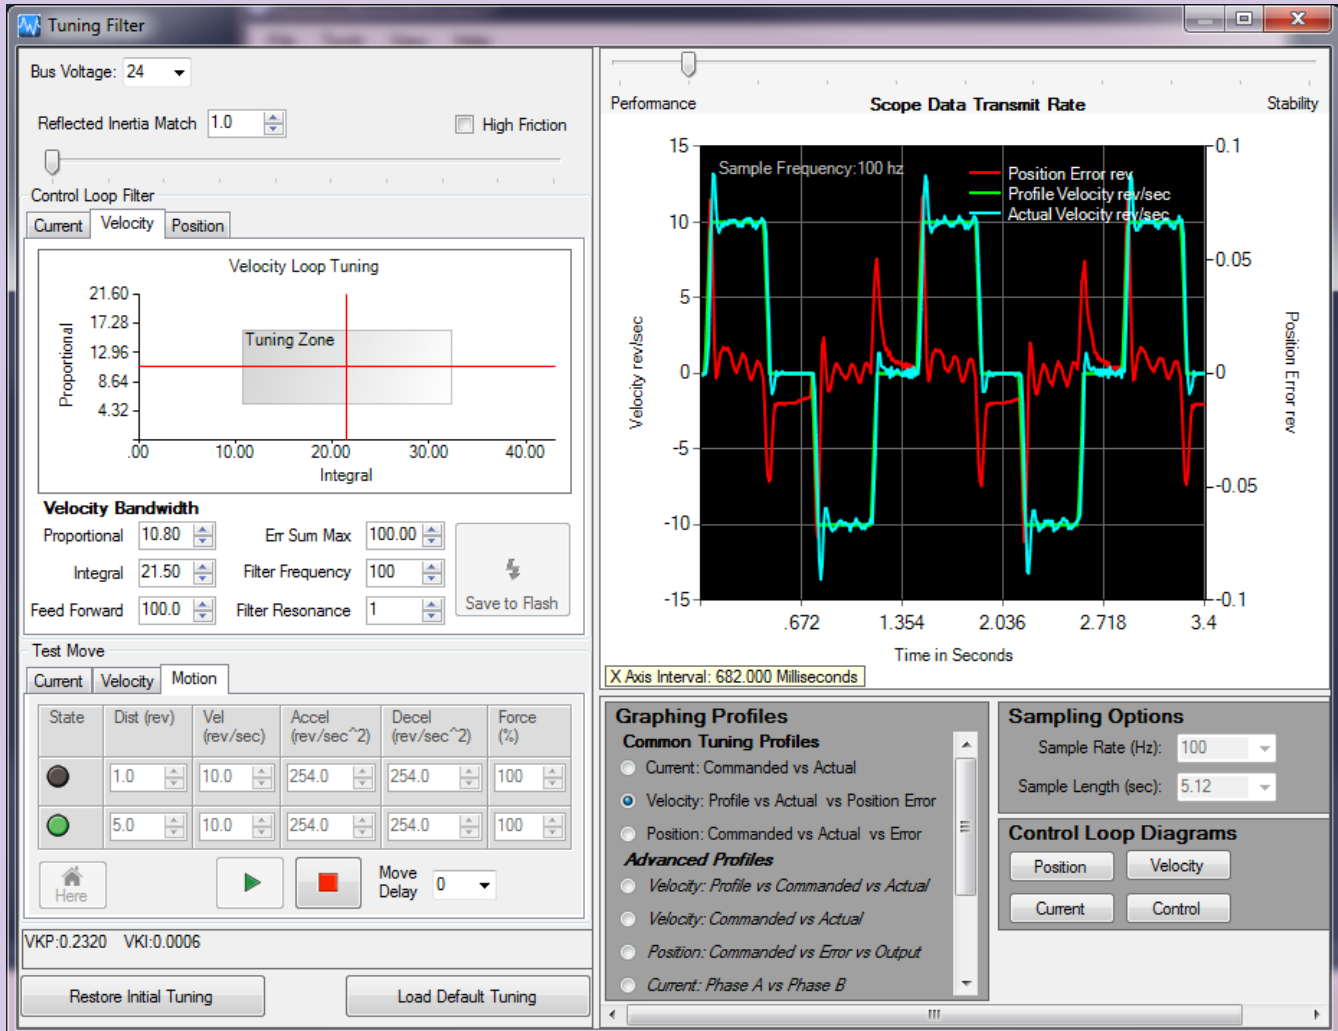 Tuning Filter
Bus Voltage: 24
Reflected Inertia Match 1.0
High Friction
Control Loop Filter
Current Velocity Position
Velocity Loop Tuning
21.60
17.28
12.96
8.64
4.32
Proportional
Tuning Zone
.00 10.00 20.00 30.00 40.00
Integral
Velocity Bandwidth
Proportional 10.80 Err Sum Max 100.00
Integral 21.50 Filter Frequency 100
Feed Forward 100.0 Filter Resonance 1
Save to Flash
Test Move
Current Velocity Motion
State Dist (rev) Vel (rev/sec) Accel (rev/sec^2) Decel (rev/sec^2) Force (%)
1.0 10.0 254.0 254.0 100
5.0 10.0 254.0 254.0 100
Here
Move Delay 0
VKP:0.2320 VKI:0.0006
Restore Initial Tuning Load Default Tuning
Performance Scope Data Transmit Rate Stability
Sample Frequency:100 hz
Position Error rev
Profile Velocity rev/sec
Actual Velocity rev/sec
15
10
5
0
-5
-10
-15
Velocity rev/sec
0.1
0.05
0
-0.05
-0.1
Position Error rev
.672 1.354 2.036 2.718 3.4
Time in Seconds
X Axis Interval: 682.000 Milliseconds
Graphing Profiles
Common Tuning Profiles
Current: Commanded vs Actual
Velocity: Profile vs Actual vs Position Error
Position: Commanded vs Actual vs Error
Advanced Profiles
Velocity: Profile vs Commanded vs Actual
Velocity: Commanded vs Actual
Position: Commanded vs Error vs Output
Current: Phase A vs Phase B
Sampling Options
Sample Rate (Hz): 100
Sample Length (sec): 5.12
Control Loop Diagrams
Position Velocity
Current Control